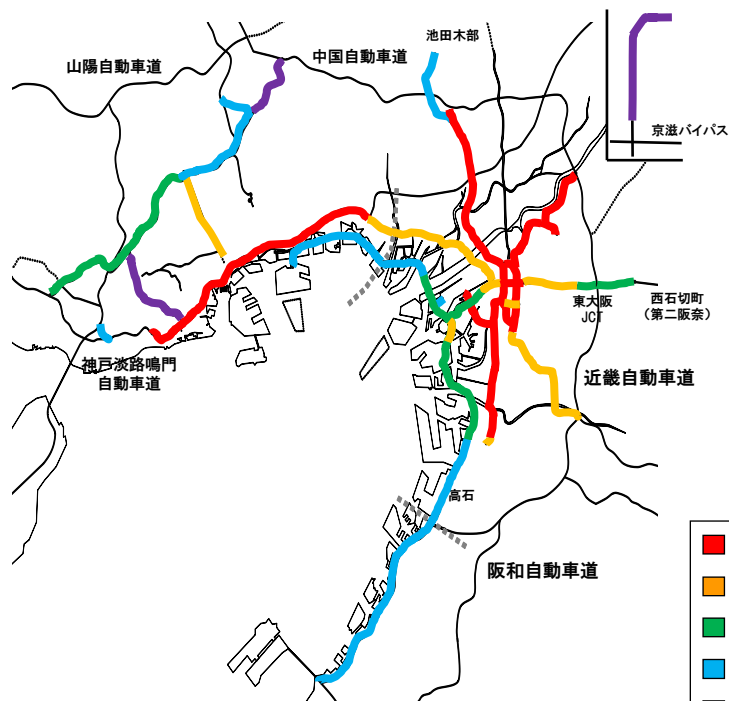 池田木部
中国自動車道
山陽自動車道
京滋バイパス
東大阪
JCT
西石切町
(第二阪奈)
神戸淡路鳴門
自動車道
近畿自動車道
高石
阪和自動車道